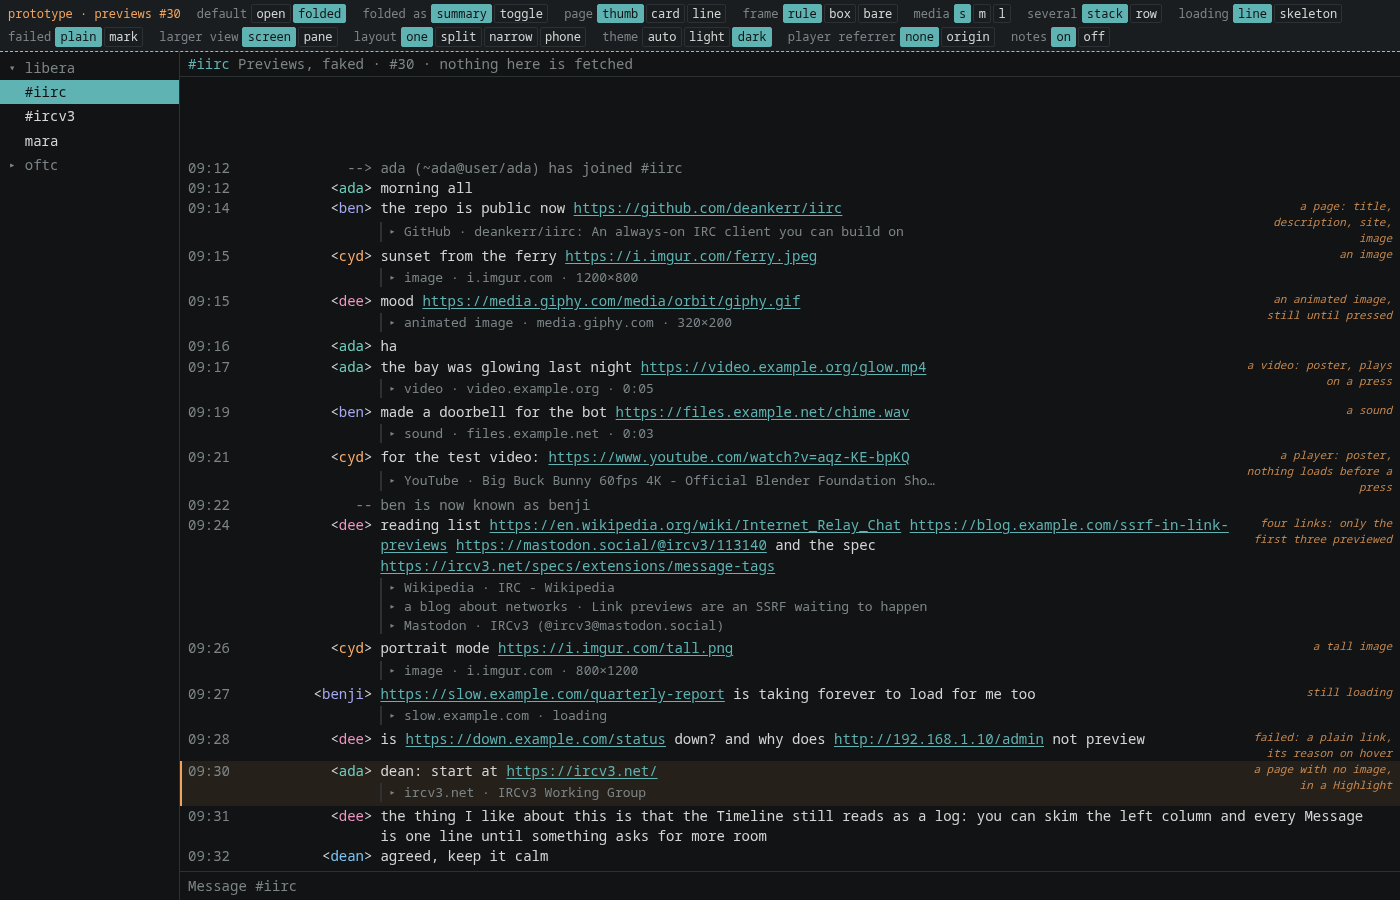 prototype · previews #30 default open folded folded as summary toggle page thumb card line frame rule box bare media s m l several stack row loading line skeleton
failed plain mark larger view screen pane layout one split narrow phone theme auto light dark player referrer none origin notes on off
▾ libera
#iirc
#ircv3
mara
▸ oftc
#iirc Previews, faked · #30 · nothing here is fetched
09:12 --> ada (~ada@user/ada) has joined #iirc
09:12 <ada> morning all
09:14 <ben> the repo is public now https://github.com/deankerr/iirc
a page: title,
description, site,
image
▸ GitHub · deankerr/iirc: An always-on IRC client you can build on
09:15 <cyd> sunset from the ferry https://i.imgur.com/ferry.jpeg
an image
▸ image · i.imgur.com · 1200×800
09:15 <dee> mood https://media.giphy.com/media/orbit/giphy.gif
an animated image,
still until pressed
▸ animated image · media.giphy.com · 320×200
09:16 <ada> ha
09:17 <ada> the bay was glowing last night https://video.example.org/glow.mp4
a video: poster, plays
on a press
▸ video · video.example.org · 0:05
09:19 <ben> made a doorbell for the bot https://files.example.net/chime.wav
a sound
▸ sound · files.example.net · 0:03
09:21 <cyd> for the test video: https://www.youtube.com/watch?v=aqz-KE-bpKQ
a player: poster,
nothing loads before a
press
▸ YouTube · Big Buck Bunny 60fps 4K - Official Blender Foundation Sho…
09:22 -- ben is now known as benji
09:24 <dee> reading list https://en.wikipedia.org/wiki/Internet_Relay_Chat https://blog.example.com/ssrf-in-link-
previews https://mastodon.social/@ircv3/113140 and the spec
https://ircv3.net/specs/extensions/message-tags
four links: only the
first three previewed
▸ Wikipedia · IRC - Wikipedia
▸ a blog about networks · Link previews are an SSRF waiting to happen
▸ Mastodon · IRCv3 (@ircv3@mastodon.social)
09:26 <cyd> portrait mode https://i.imgur.com/tall.png
a tall image
▸ image · i.imgur.com · 800×1200
09:27 <benji> https://slow.example.com/quarterly-report is taking forever to load for me too
still loading
▸ slow.example.com · loading
09:28 <dee> is https://down.example.com/status down? and why does http://192.168.1.10/admin not preview
failed: a plain link,
its reason on hover
09:30 <ada> dean: start at https://ircv3.net/
a page with no image,
in a Highlight
▸ ircv3.net · IRCv3 Working Group
09:31 <dee> the thing I like about this is that the Timeline still reads as a log: you can skim the left column and every Message
is one line until something asks for more room
09:32 <dean> agreed, keep it calm
Message #iirc